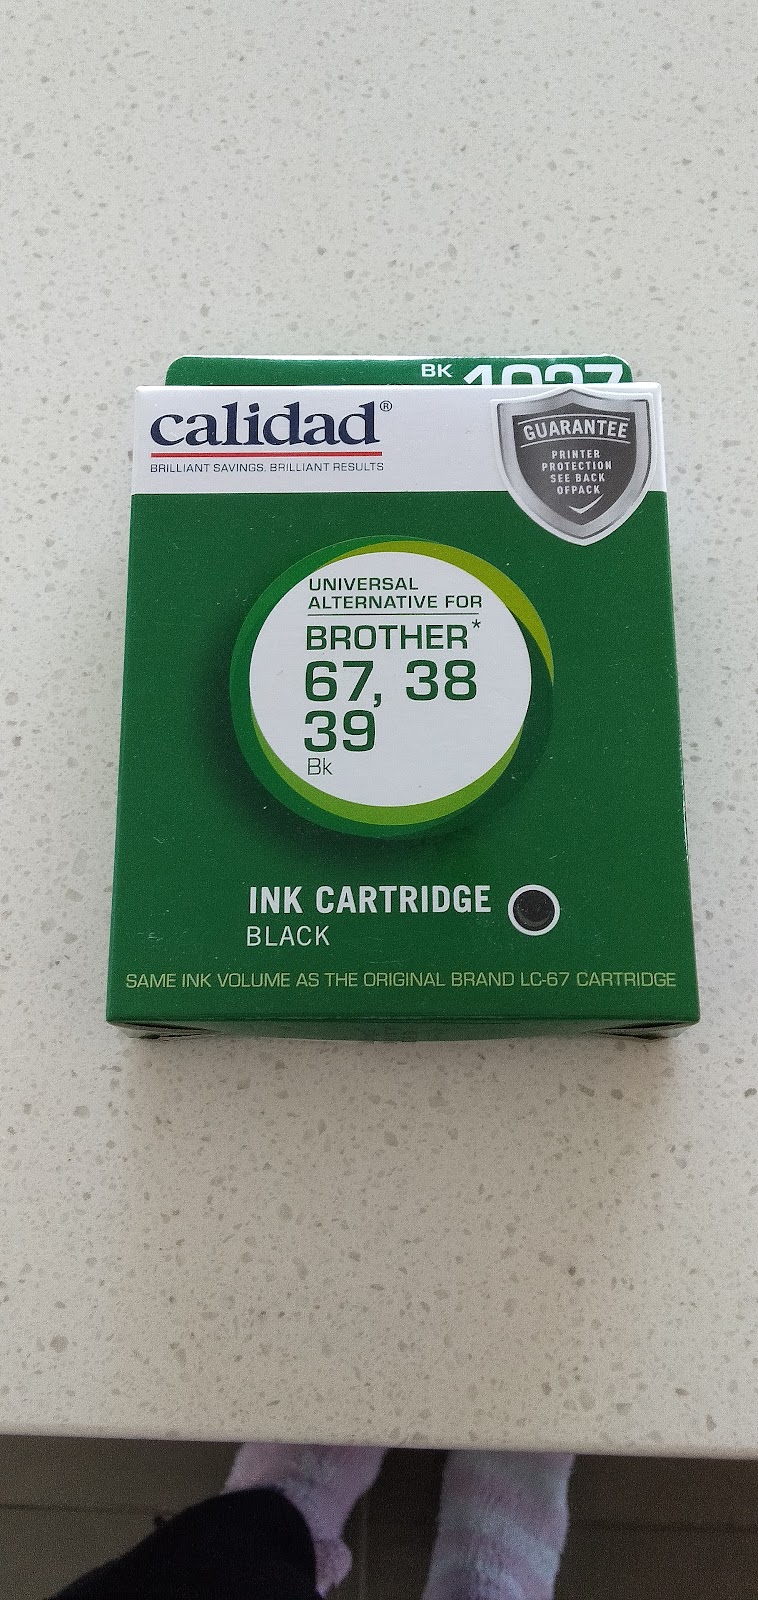 BK
calidad®
BRILLIANT SAVINGS. BRILLIANT RESULTS
GUARANTEE
PRINTER
PROTECTION
SEE BACK
OFPACK
UNIVERSAL
ALTERNATIVE FOR
BROTHER*
67, 38
39
Bk
INK CARTRIDGE
BLACK
SAME INK VOLUME AS THE ORIGINAL BRAND LC-67 CARTRIDGE